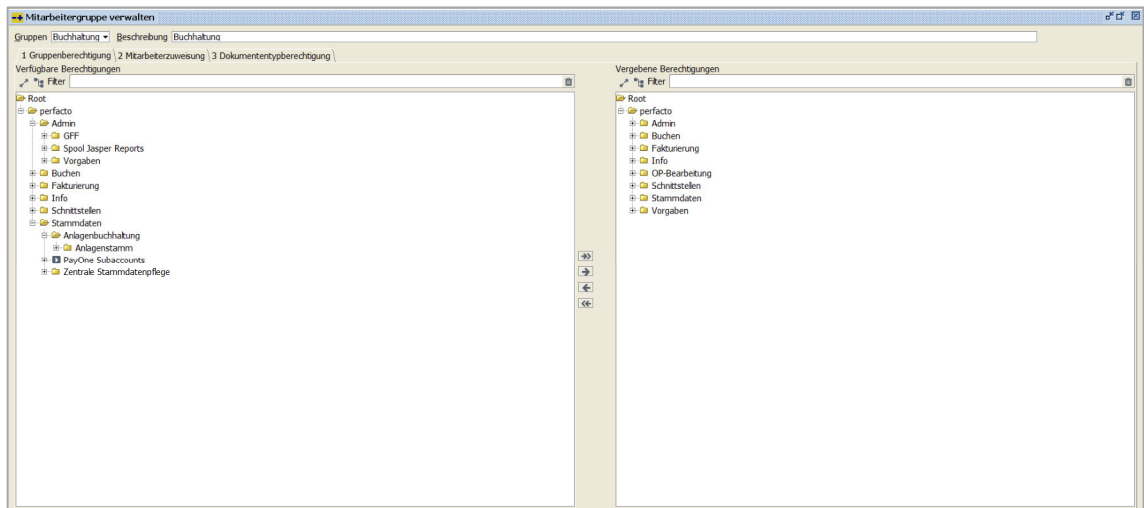 Mitarbeitergruppe verwalten
Gruppen Buchhaltung Beschreibung Buchhaltung
1 Gruppenberechtigung 2 Mitarbeiterzuweisung 3 Dokumententypberechtigung
Verfügbare Berechtigungen
Filter
Root
perfacto
Admin
GFF
Spool Jasper Reports
Vorgaben
Buchen
Fakturierung
Info
Schnittstellen
Stammdaten
Anlagenbuchhaltung
Anlagenstamm
PayOne Subaccounts
Zentrale Stammdatenpflege
Vergebene Berechtigungen
Filter
Root
perfacto
Admin
Buchen
Fakturierung
Info
OP-Bearbeitung
Schnittstellen
Stammdaten
Vorgaben